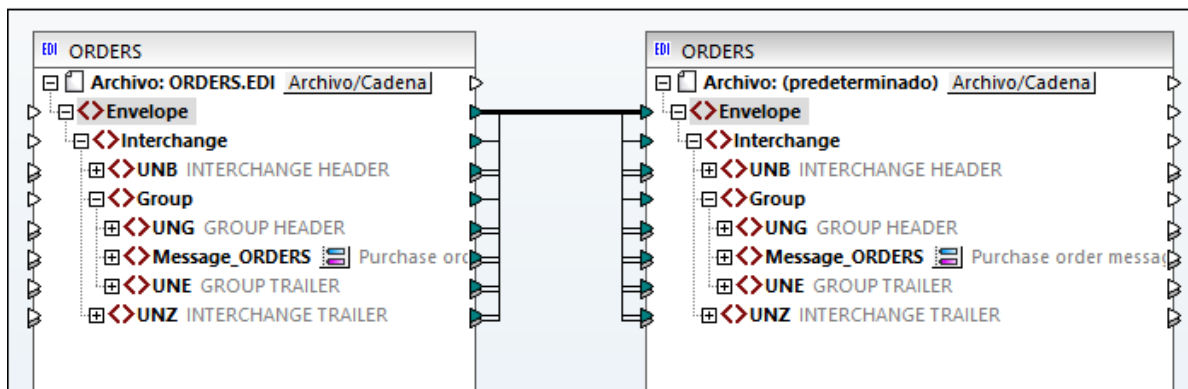 EDI ORDERS
Archivo: ORDERS.EDI Archivo/Cadena
Envelope
Interchange
UNB INTERCHANGE HEADER
Group
UNG GROUP HEADER
Message_ORDERS Purchase
UNE GROUP TRAILER
UNZ INTERCHANGE TRAILER
EDI ORDERS
Archivo: (predeterminado) Archivo/Cadena
Envelope
Interchange
UNB INTERCHANGE HEADER
Group
UNG GROUP HEADER
Message_ORDERS Purchase order
UNE GROUP TRAILER
UNZ INTERCHANGE TRAILER